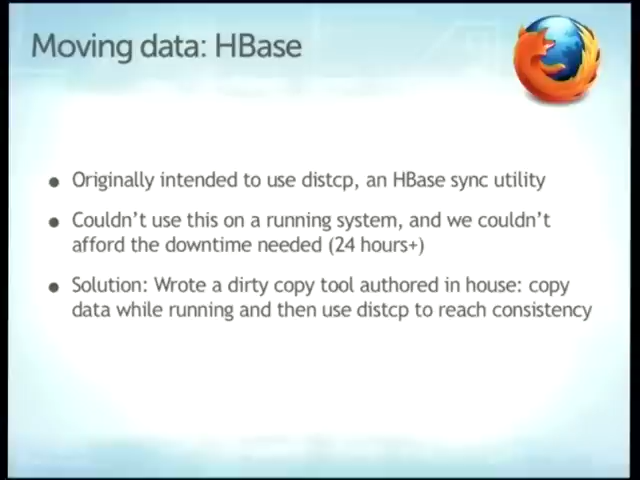 Moving data: HBase
• Originally intended to use distcp, an HBase sync utility
• Couldn't use this on a running system, and we couldn't
afford the downtime needed (24 hours+)
• Solution: Wrote a dirty copy tool authored in house: copy
data while running and then use distcp to reach consistency